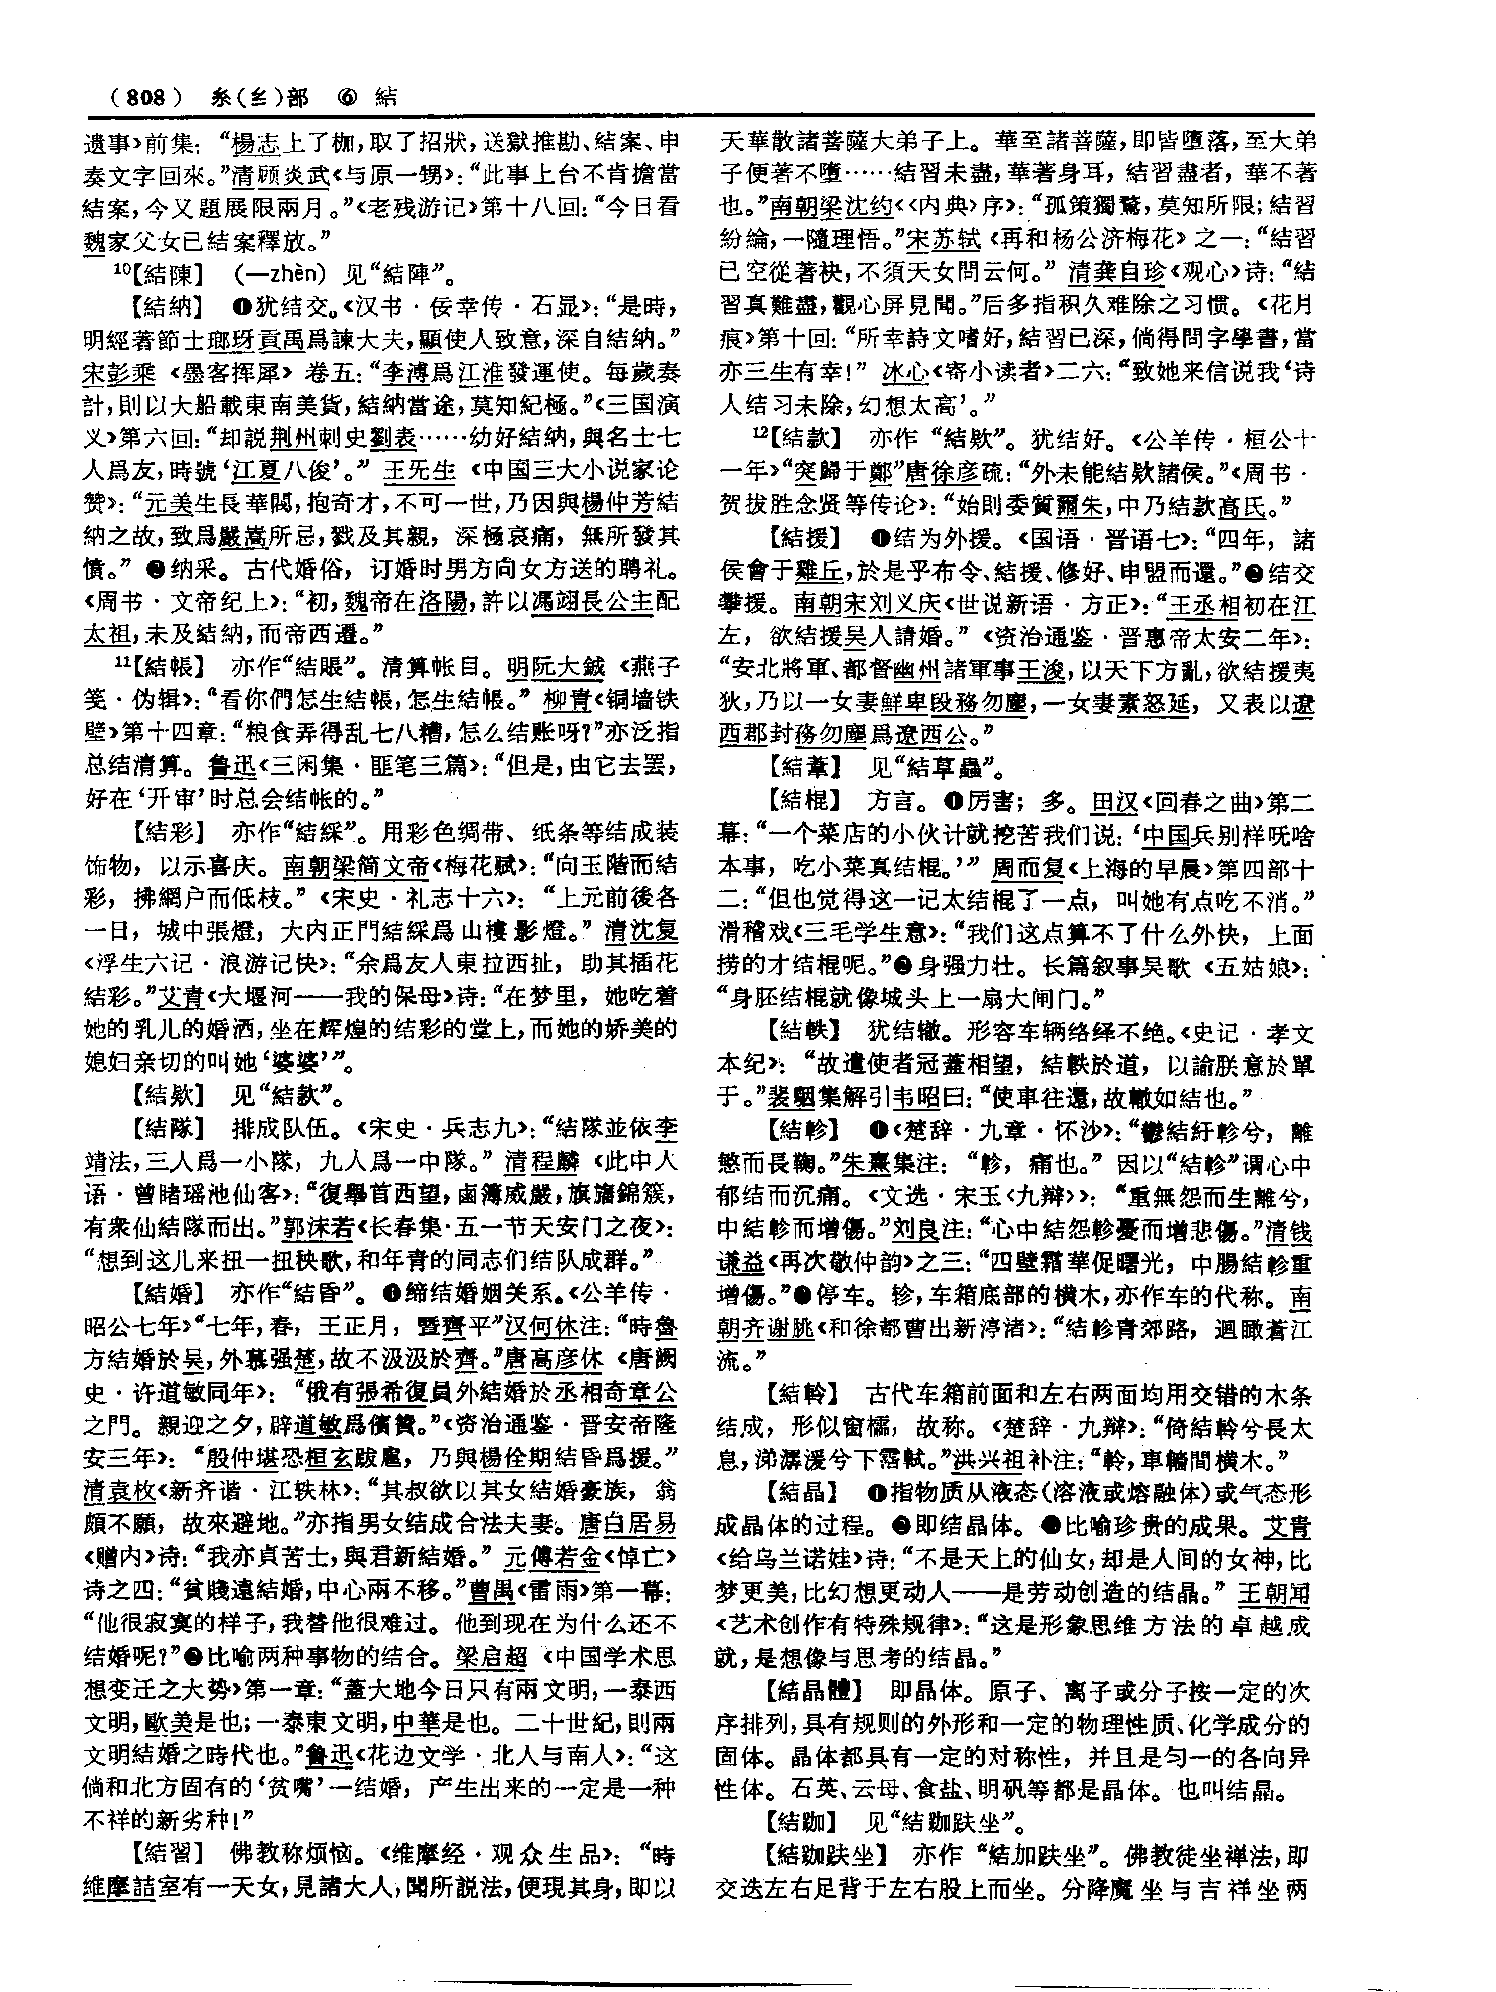 (808) 糸(糹)部 ⑥ 結
遗事›前集：“楊志上了枷，取了招狀，送獄推勘、結案、申
奏文字回來。”清顾炎武‹与原一甥›：“此事上台不肯擔當
結案，今又題展限兩月。”‹老残游记›第十八回：“今日看
魏家父女已結案釋放。”
¹⁰【結陳】 (—zhèn) 见“結陣”。
【結納】 ❶犹结交。‹汉书·佞幸传·石显›：“是時，
明經著節士瑯玡貢禹爲諫大夫，顯使人致意，深自結納。”
宋彭乘‹墨客挥犀›卷五：“李溥爲江淮發運使。每歲奏
計，則以大船載東南美貨，結納當途，莫知紀極。”‹三国演
义›第六回：“却説荆州刺史劉表……幼好結納，與名士七
人爲友，時號‘江夏八俊’。”王旡生‹中国三大小说家论
赞›：“元美生長華閥，抱奇才，不可一世，乃因與楊仲芳結
納之故，致爲嚴嵩所忌，戮及其親，深極哀痛，無所發其
憤。”❷纳采。古代婚俗，订婚时男方向女方送的聘礼。
‹周书·文帝纪上›：“初，魏帝在洛陽，許以馮翊長公主配
太祖，未及結納，而帝西遷。”
¹¹【結帳】 亦作“結賬”。清算帐目。明阮大鋮‹燕子
笺·伪缉›：“看你們怎生結帳，怎生結帳。”柳青‹铜墙铁
壁›第十四章：“粮食弄得乱七八糟，怎么结账呀？”亦泛指
总结清算。鲁迅‹三闲集·匪笔三篇›：“但是，由它去罢，
好在‘开审’时总会结帐的。”
【結彩】 亦作“結綵”。用彩色绸带、纸条等结成装
饰物，以示喜庆。南朝梁简文帝‹梅花赋›：“向玉階而結
彩，拂網户而低枝。”‹宋史·礼志十六›：“上元前後各
一日，城中張燈，大内正門結綵爲山樓影燈。”清沈复
‹浮生六记·浪游记快›：“余爲友人東拉西扯，助其插花
結彩。”艾青‹大堰河——我的保母›诗：“在梦里，她吃着
她的乳儿的婚洒，坐在辉煌的结彩的堂上，而她的娇美的
媳妇亲切的叫她‘婆婆’”。
【結欵】 见“結款”。
【結隊】 排成队伍。‹宋史·兵志九›：“結隊並依李
靖法，三人爲一小隊，九人爲一中隊。”清程麟‹此中人
语·曾睹瑶池仙客›：“復舉首西望，鹵簿威嚴，旗旛錦簇，
有衆仙結隊而出。”郭沫若‹长春集·五一节天安门之夜›：
“想到这儿来扭一扭秧歌，和年青的同志们结队成群。”
【結婚】 亦作“結昏”。❶缔结婚姻关系。‹公羊传·
昭公七年›“七年，春，王正月，暨齊平”汉何休注：“時魯
方結婚於吴，外慕强楚，故不汲汲於齊。”唐高彦休‹唐阙
史·许道敏同年›：“俄有張希復員外結婚於丞相奇章公
之門。親迎之夕，辟道敏爲儐贊。”‹资治通鉴·晋安帝隆
安三年›：“殷仲堪恐桓玄跋扈，乃與楊佺期結昏爲援。”
清袁枚‹新齐谐·江轶林›：“其叔欲以其女結婚豪族，翁
頗不願，故來避地。”亦指男女结成合法夫妻。唐白居易
‹赠内›诗：“我亦貞苦士，與君新結婚。”元傅若金‹悼亡›
诗之四：“貧賤遠結婚，中心兩不移。”曹禺‹雷雨›第一幕：
“他很寂寞的样子，我替他很难过。他到现在为什么还不
结婚呢？”❷比喻两种事物的结合。梁启超‹中国学术思
想变迁之大势›第一章：“蓋大地今日只有兩文明，一泰西
文明，歐美是也；一泰東文明，中華是也。二十世紀，則兩
文明結婚之時代也。”鲁迅‹花边文学·北人与南人›：“这
倘和北方固有的‘贫嘴’一结婚，产生出来的一定是一种
不祥的新劣种！”
【結習】 佛教称烦恼。‹维摩经·观众生品›：“時
維摩詰室有一天女，見諸大人，聞所説法，便現其身，即以
天華散諸菩薩大弟子上。華至諸菩薩，即皆墮落，至大弟
子便著不墮……結習未盡，華著身耳，結習盡者，華不著
也。”南朝梁沈约‹‹内典›序›：“孤策獨騖，莫知所限；結習
紛綸，一隨理悟。”宋苏轼‹再和杨公济梅花›之一：“結習
已空從著袂，不須天女問云何。”清龚自珍‹观心›诗：“結
習真難盡，觀心屏見聞。”后多指积久难除之习惯。‹花月
痕›第十回：“所幸詩文嗜好，結習已深，倘得問字學書，當
亦三生有幸！”冰心‹寄小读者›二六：“致她来信说我‘诗
人结习未除，幻想太高’。”
¹²【結款】 亦作“結欵”。犹结好。‹公羊传·桓公十
一年›“突歸于鄭”唐徐彦疏：“外未能結欵諸侯。”‹周书·
贺拔胜念贤等传论›：“始則委質爾朱，中乃結款高氏。”
【結援】 ❶结为外援。‹国语·晋语七›：“四年，諸
侯會于雞丘，於是乎布令、結援、修好、申盟而還。”❷结交
攀援。南朝宋刘义庆‹世说新语·方正›：“王丞相初在江
左，欲結援吴人請婚。”‹资治通鉴·晋惠帝太安二年›：
“安北將軍、都督幽州諸軍事王浚，以天下方亂，欲結援夷
狄，乃以一女妻鮮卑段務勿塵，一女妻素怒延，又表以遼
西郡封務勿塵爲遼西公。”
【結葦】 见“結草蟲”。
【結棍】 方言。❶厉害；多。田汉‹回春之曲›第二
幕：“一个菜店的小伙计就挖苦我们说：‘中国兵别样呒啥
本事，吃小菜真结棍。’”周而复‹上海的早晨›第四部十
二：“但也觉得这一记太结棍了一点，叫她有点吃不消。”
滑稽戏‹三毛学生意›：“我们这点算不了什么外快，上面
捞的才结棍呢。”❷身强力壮。长篇叙事吴歌‹五姑娘›：
“身胚结棍就像城头上一扇大闸门。”
【結軼】 犹结辙。形容车辆络绎不绝。‹史记·孝文
本纪›：“故遣使者冠蓋相望，結軼於道，以諭朕意於單
于。”裴駰集解引韦昭曰：“使車往還，故轍如結也。”
【結軫】 ❶‹楚辞·九章·怀沙›：“鬱結紆軫兮，離
慜而長鞠。”朱熹集注：“軫，痛也。”因以“結軫”谓心中
郁结而沉痛。‹文选·宋玉‹九辩››：“重無怨而生離兮，
中結軫而增傷。”刘良注：“心中結怨軫憂而增悲傷。”清钱
谦益‹再次敬仲韵›之三：“四壁霜華促曙光，中腸結軫重
增傷。”❷停车。轸，车箱底部的横木，亦作车的代称。南
朝齐谢朓‹和徐都曹出新渟渚›：“結軫青郊路，迴瞰蒼江
流。”
【結軨】 古代车箱前面和左右两面均用交错的木条
结成，形似窗櫺，故称。‹楚辞·九辩›：“倚結軨兮長太
息，涕潺湲兮下霑軾。”洪兴祖补注：“軨，車轖間横木。”
【結晶】 ❶指物质从液态(溶液或熔融体)或气态形
成晶体的过程。❷即结晶体。❸比喻珍贵的成果。艾青
‹给乌兰诺娃›诗：“不是天上的仙女，却是人间的女神，比
梦更美，比幻想更动人——是劳动创造的结晶。”王朝闻
‹艺术创作有特殊规律›：“这是形象思维方法的卓越成
就，是想像与思考的结晶。”
【結晶體】 即晶体。原子、离子或分子按一定的次
序排列，具有规则的外形和一定的物理性质、化学成分的
固体。晶体都具有一定的对称性，并且是匀一的各向异
性体。石英、云母、食盐、明矾等都是晶体。也叫结晶。
【結跏】 见“結跏趺坐”。
【結跏趺坐】 亦作“結加趺坐”。佛教徒坐禅法，即
交迭左右足背于左右股上而坐。分降魔坐与吉祥坐两